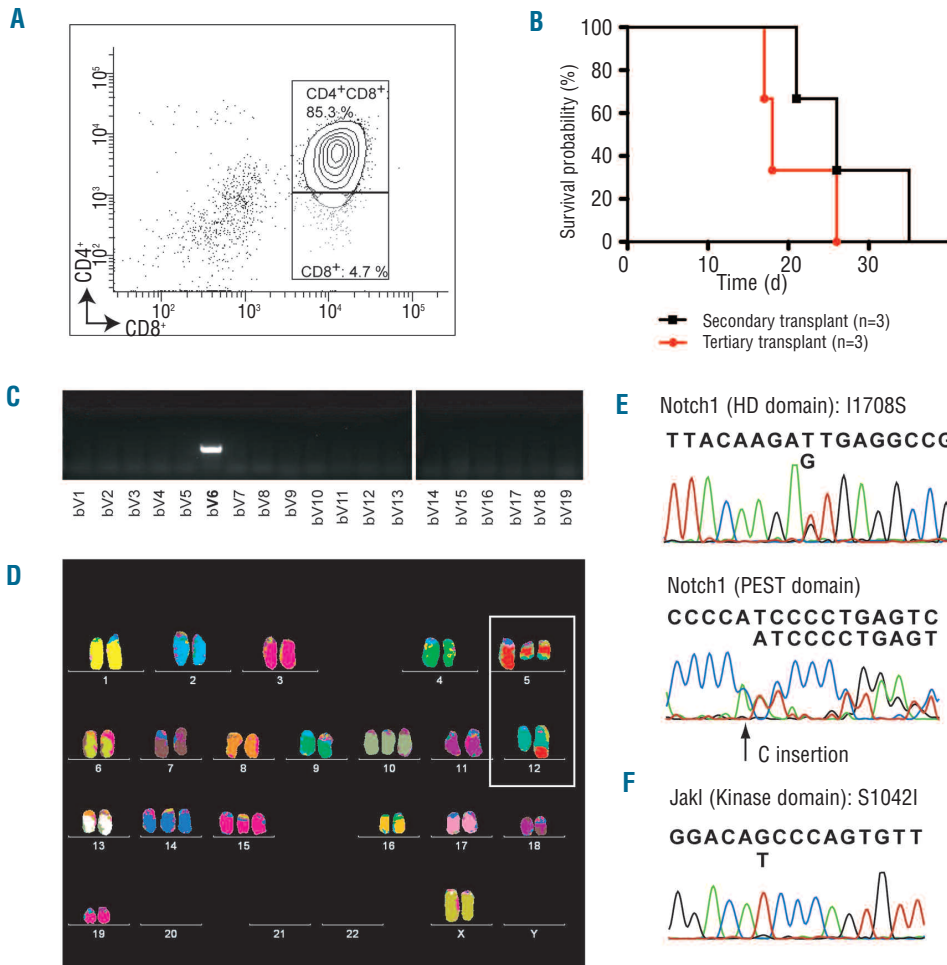 A
CD4⁺CD8⁺:
85.3 %
CD8⁺: 4.7 %
10⁵
10⁴
10³
10²
CD4⁺
10² 10³ 10⁴ 10⁵
CD8⁺
B
Survival probability (%)
100
80
60
40
20
0
0 10 20 30
Time (d)
Secondary transplant (n=3)
Tertiary transplant (n=3)
C
bV1 bV2 bV3 bV4 bV5 bV6 bV7 bV8 bV9 bV10 bV11 bV12 bV13 bV14 bV15 bV16 bV17 bV18 bV19
D
1 2 3 4 5
6 7 8 9 10 11 12
13 14 15 16 17 18
19 20 21 22 X Y
E
Notch1 (HD domain): I1708S
TTACAAGATTGAGGCCG
G
Notch1 (PEST domain)
CCCCATCCCCTGAGTC
ATCCCCTGAGT
C insertion
F
Jakl (Kinase domain): S1042I
GGACAGCCCAGTGTT
T